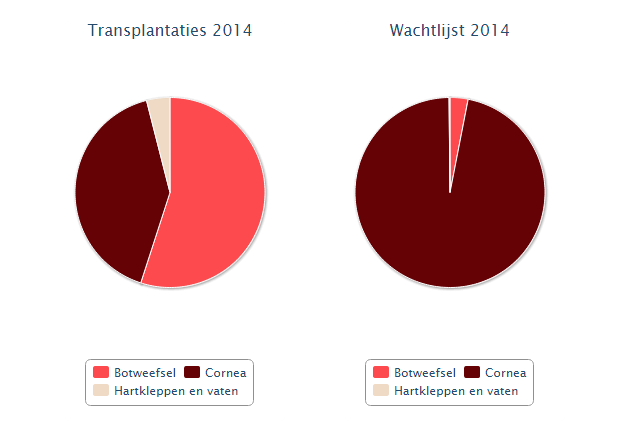 Transplantaties 2014
Wachtlijst 2014
Botweefsel Cornea
Hartkleppen en vaten
Botweefsel Cornea
Hartkleppen en vaten